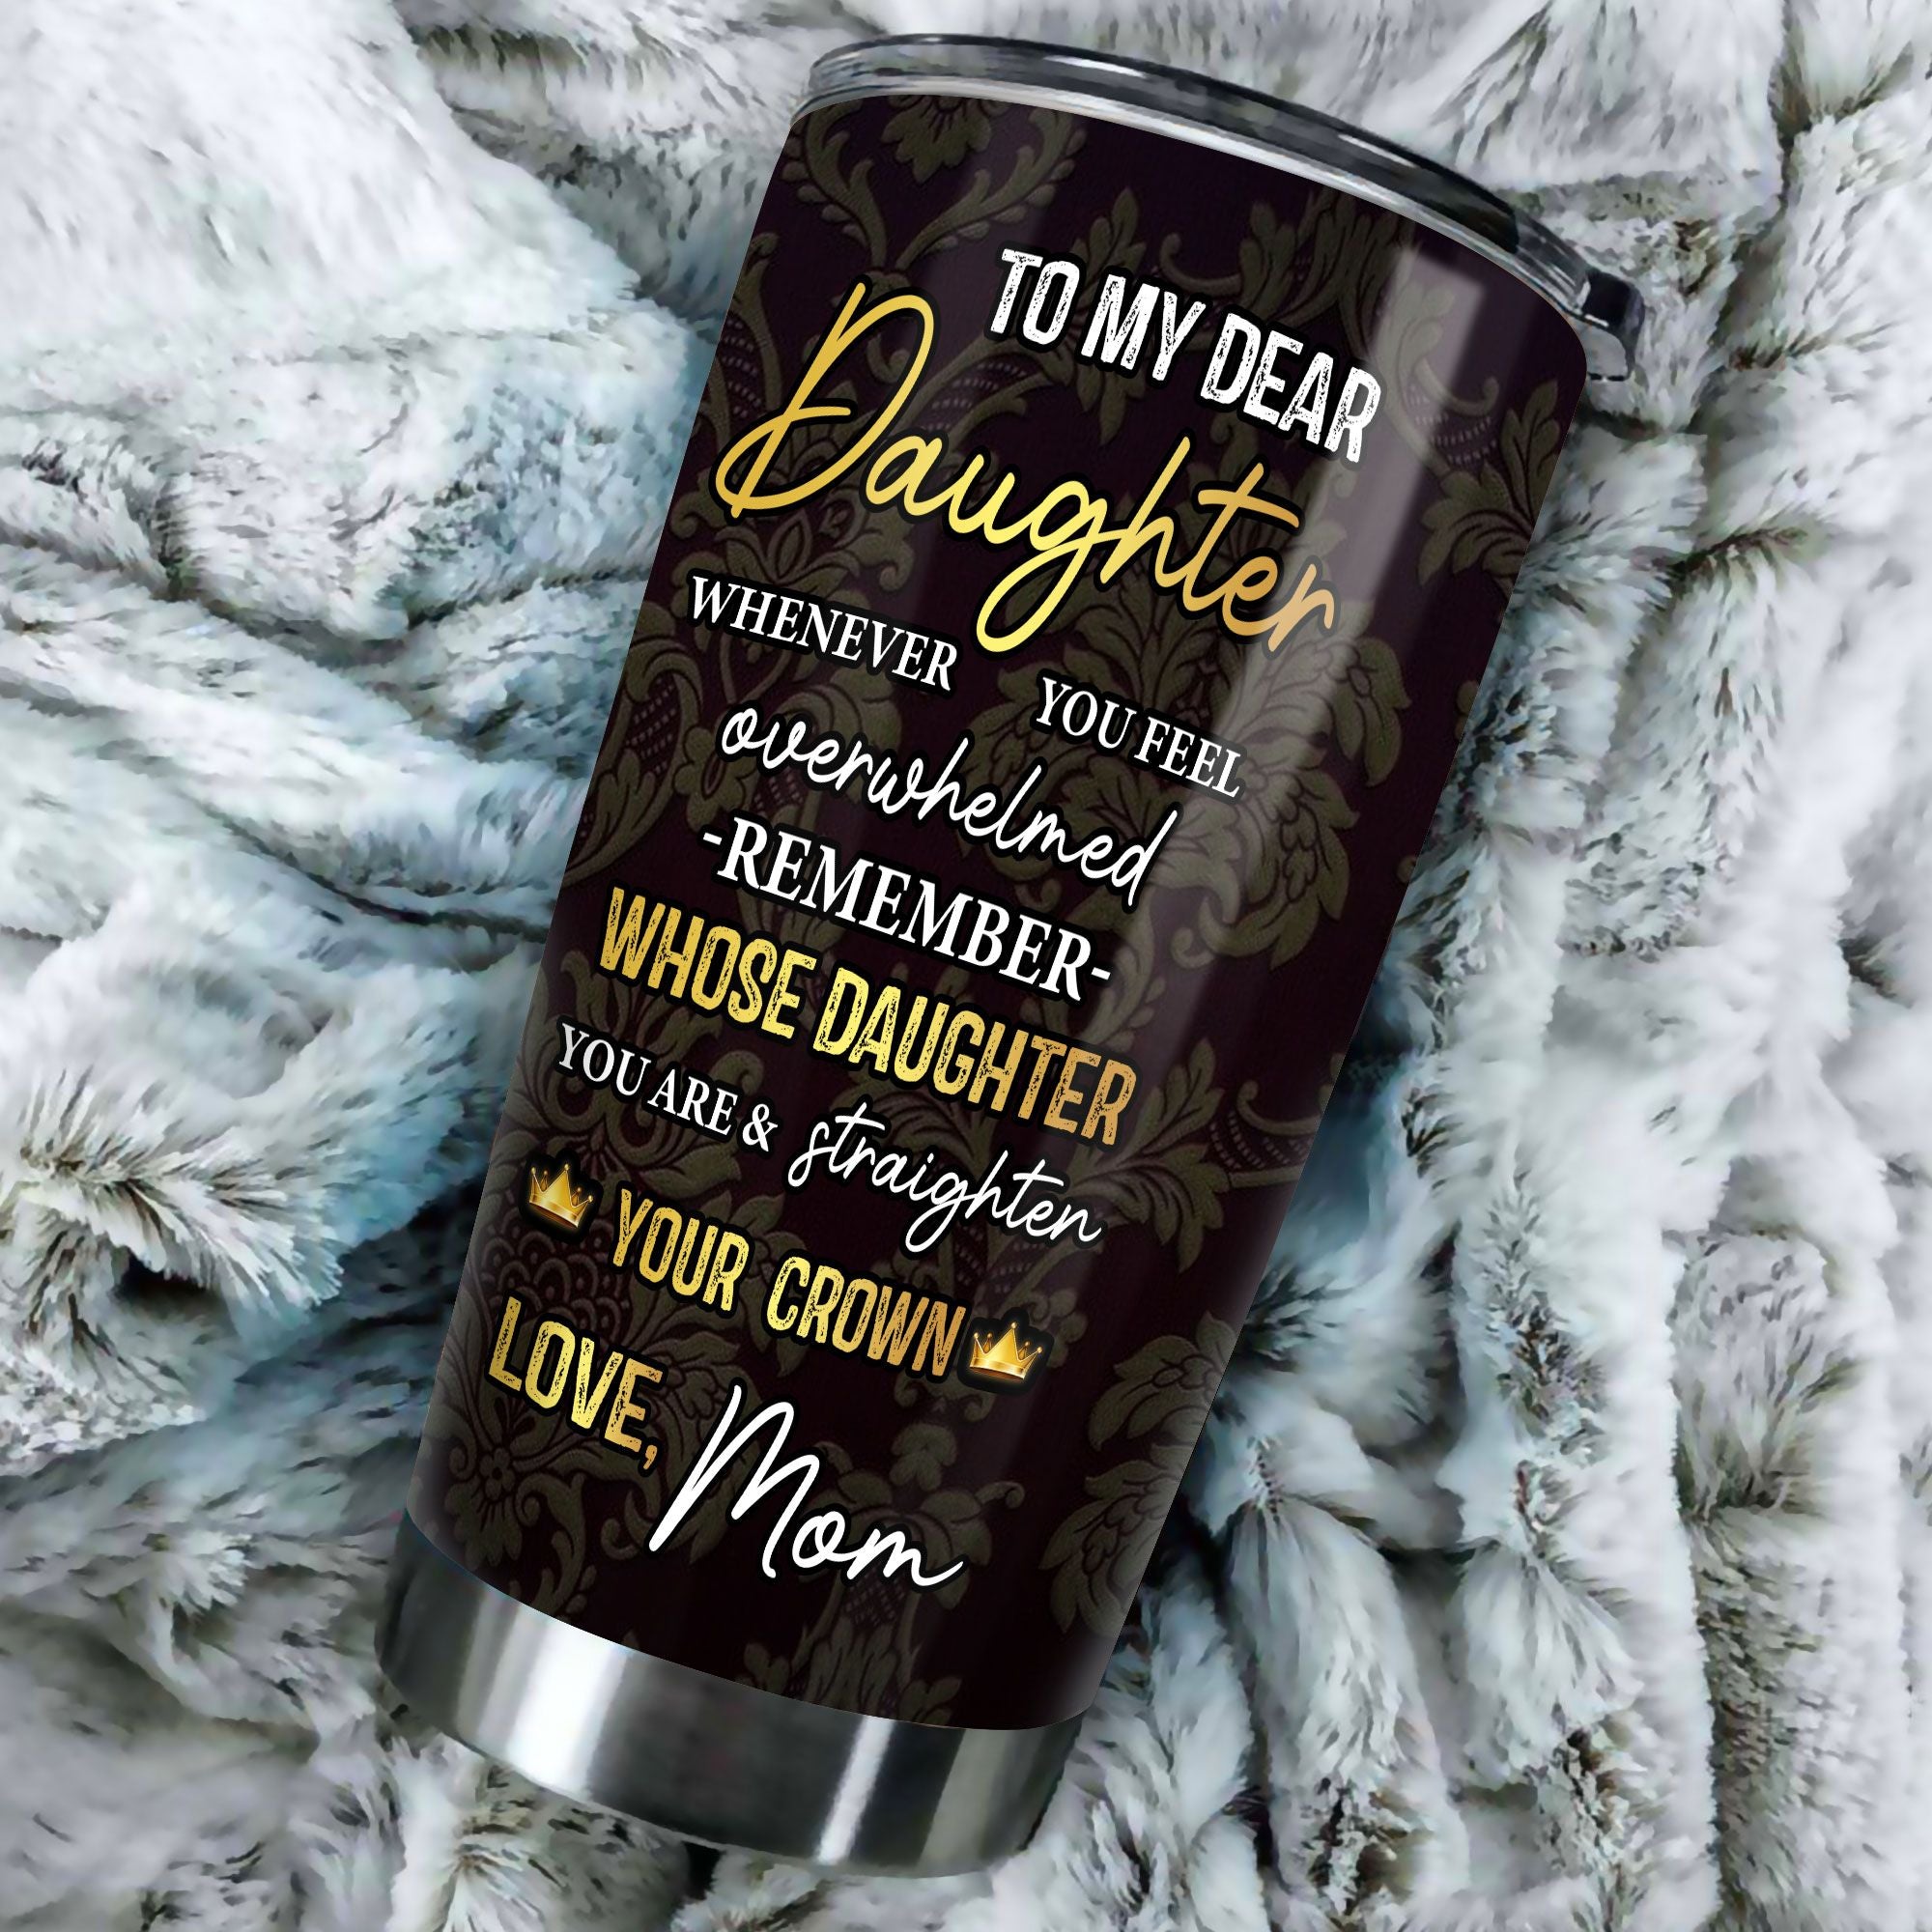 TO MY DEAR
Daughter
WHENEVER YOU FEEL
overwhelmed
-REMEMBER-
WHOSE DAUGHTER
YOU ARE & straighten
YOUR CROWN
LOVE, Mom